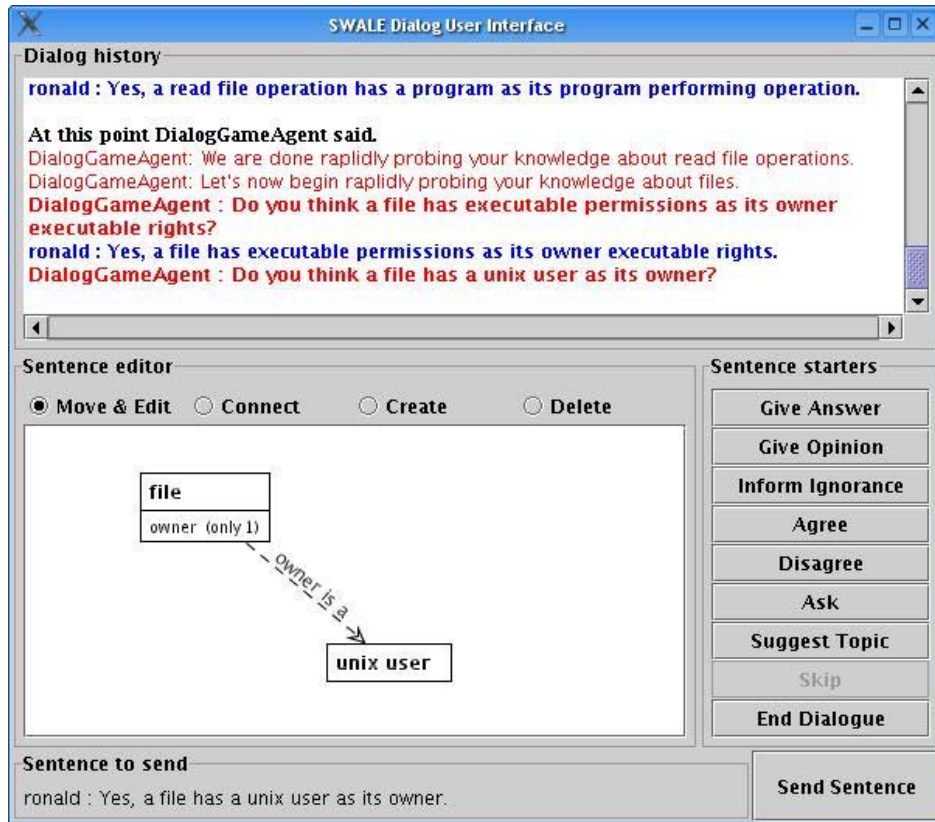 SWALE Dialog User Interface
Dialog history
ronald : Yes, a read file operation has a program as its program performing operation.
At this point DialogGameAgent said.
DialogGameAgent: We are done raplidly probing your knowledge about read file operations.
DialogGameAgent: Let's now begin raplidly probing your knowledge about files.
DialogGameAgent : Do you think a file has executable permissions as its owner
executable rights?
ronald : Yes, a file has executable permissions as its owner executable rights.
DialogGameAgent : Do you think a file has a unix user as its owner?
Sentence editor
Move & Edit
Connect
Create
Delete
file
owner (only 1)
owner is a
unix user
Sentence starters
Give Answer
Give Opinion
Inform Ignorance
Agree
Disagree
Ask
Suggest Topic
Skip
End Dialogue
Sentence to send
ronald : Yes, a file has a unix user as its owner.
Send Sentence